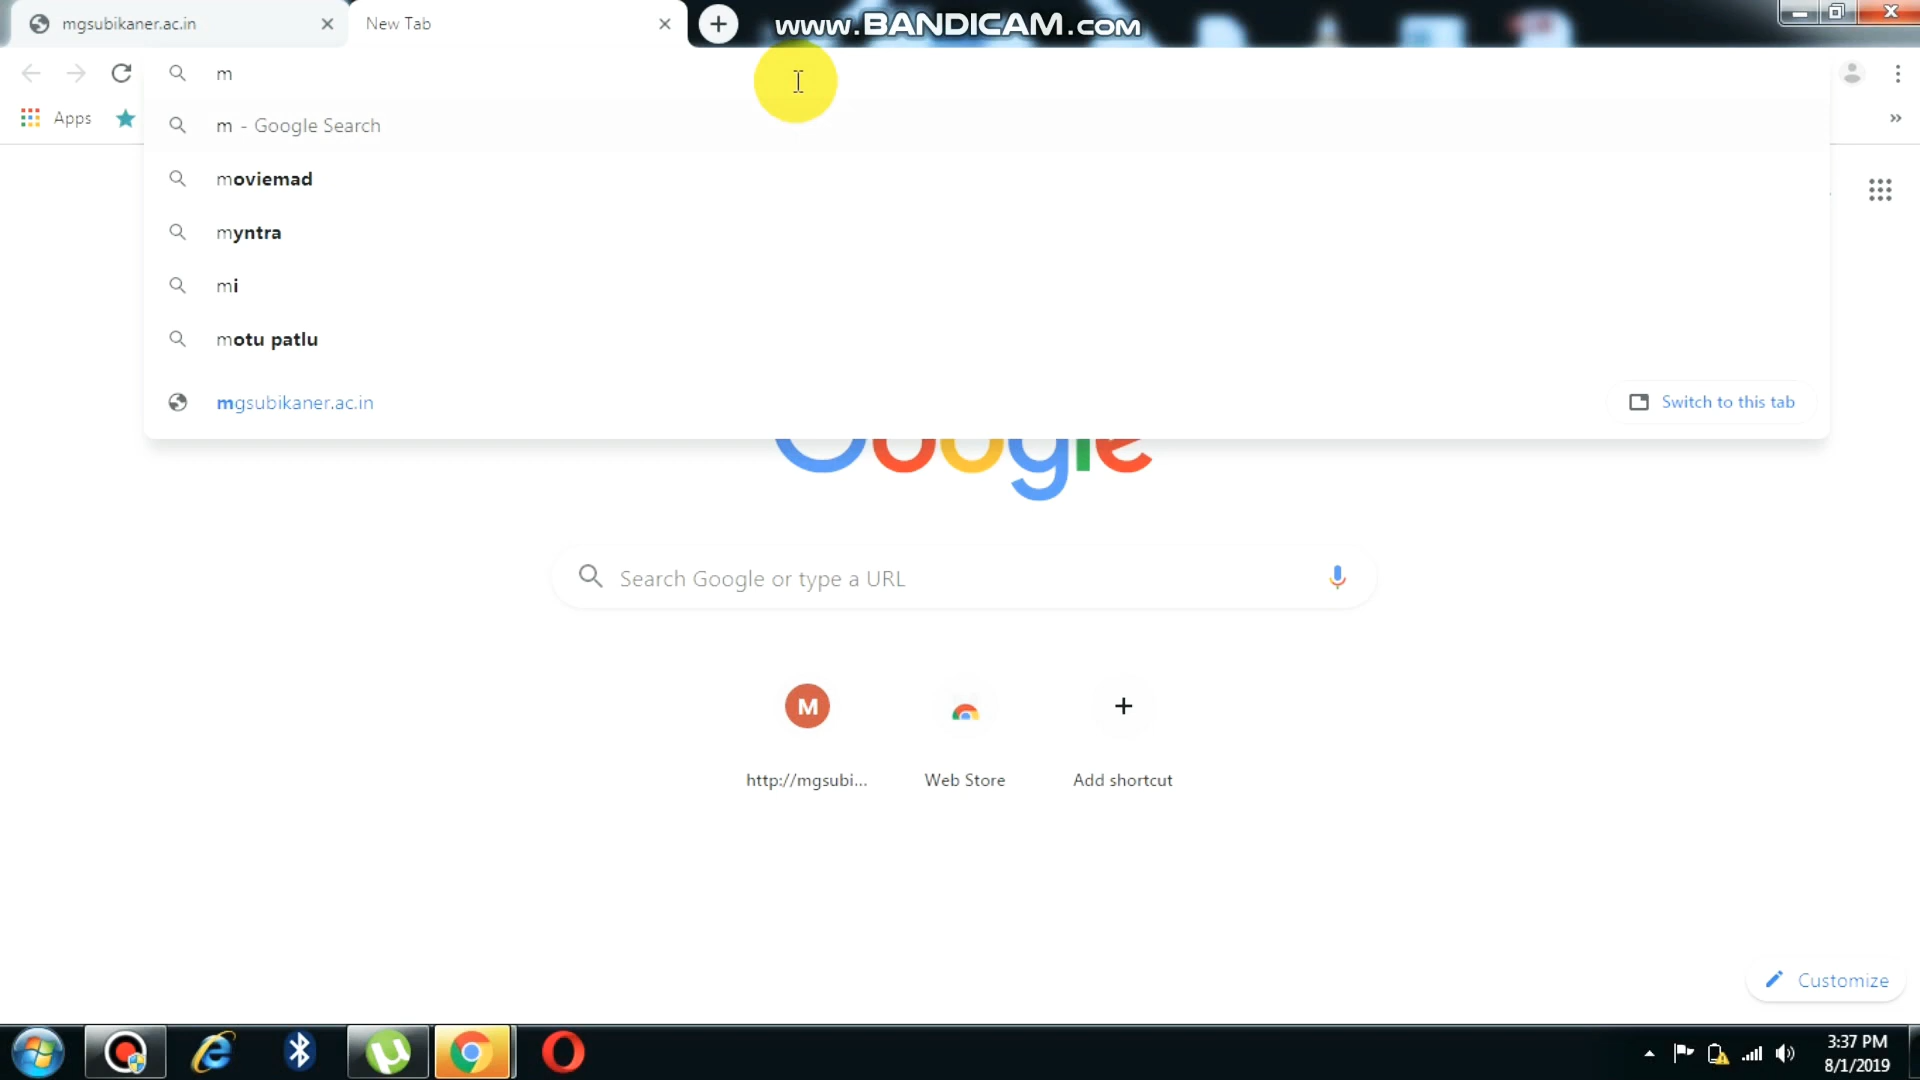 mgsubikaner.ac.in
New Tab
www.BANDICAM.com
m
Apps
m - Google Search
moviemad
myntra
mi
motu patlu
mgsubikaner.ac.in
Switch to this tab
Google
Search Google or type a URL
M
http://mgsubi...
Web Store
Add shortcut
Customize
3:37 PM
8/1/2019